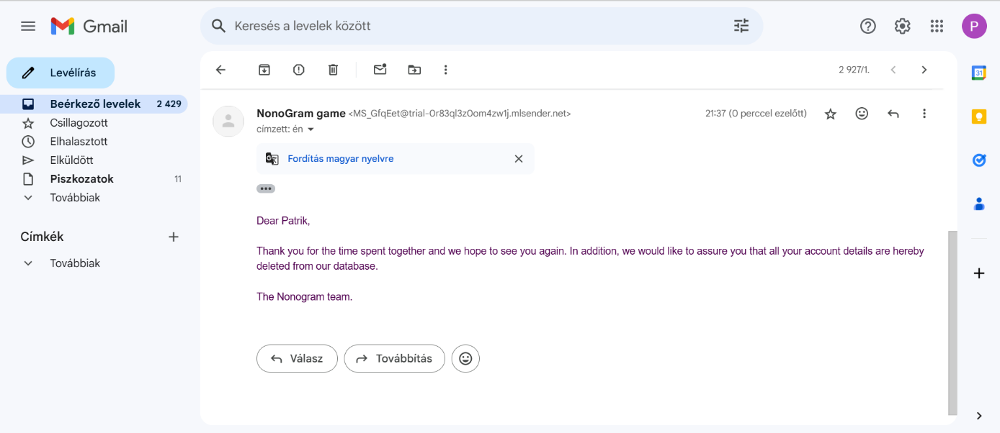 Gmail
Keresés a levelek között
P
Levélírás
2 927/1.
31
Beérkező levelek 2 429
NonoGram game <MS_GfqEet@trial-0r83ql3z0om4zw1j.mlsender.net> 21:37 (0 perccel ezelőtt)
Csillagozott
címzett: én
Elhalasztott
Elküldött
Fordítás magyar nyelvre
Piszkozatok 11
Továbbiak
Dear Patrik,
Címkék
Thank you for the time spent together and we hope to see you again. In addition, we would like to assure you that all your account details are hereby
deleted from our database.
Továbbiak
The Nonogram team.
Válasz Továbbítás